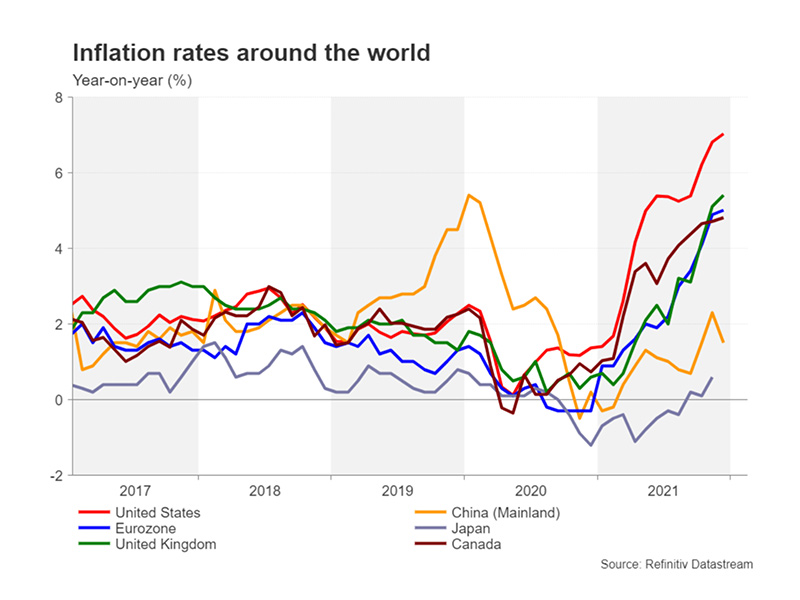 Inflation rates around the world
Year-on-year (%)
8
6
4
2
0
-2
2017 2018 2019 2020 2021
United States
Eurozone
United Kingdom
China (Mainland)
Japan
Canada
Source: Refinitiv Datastream